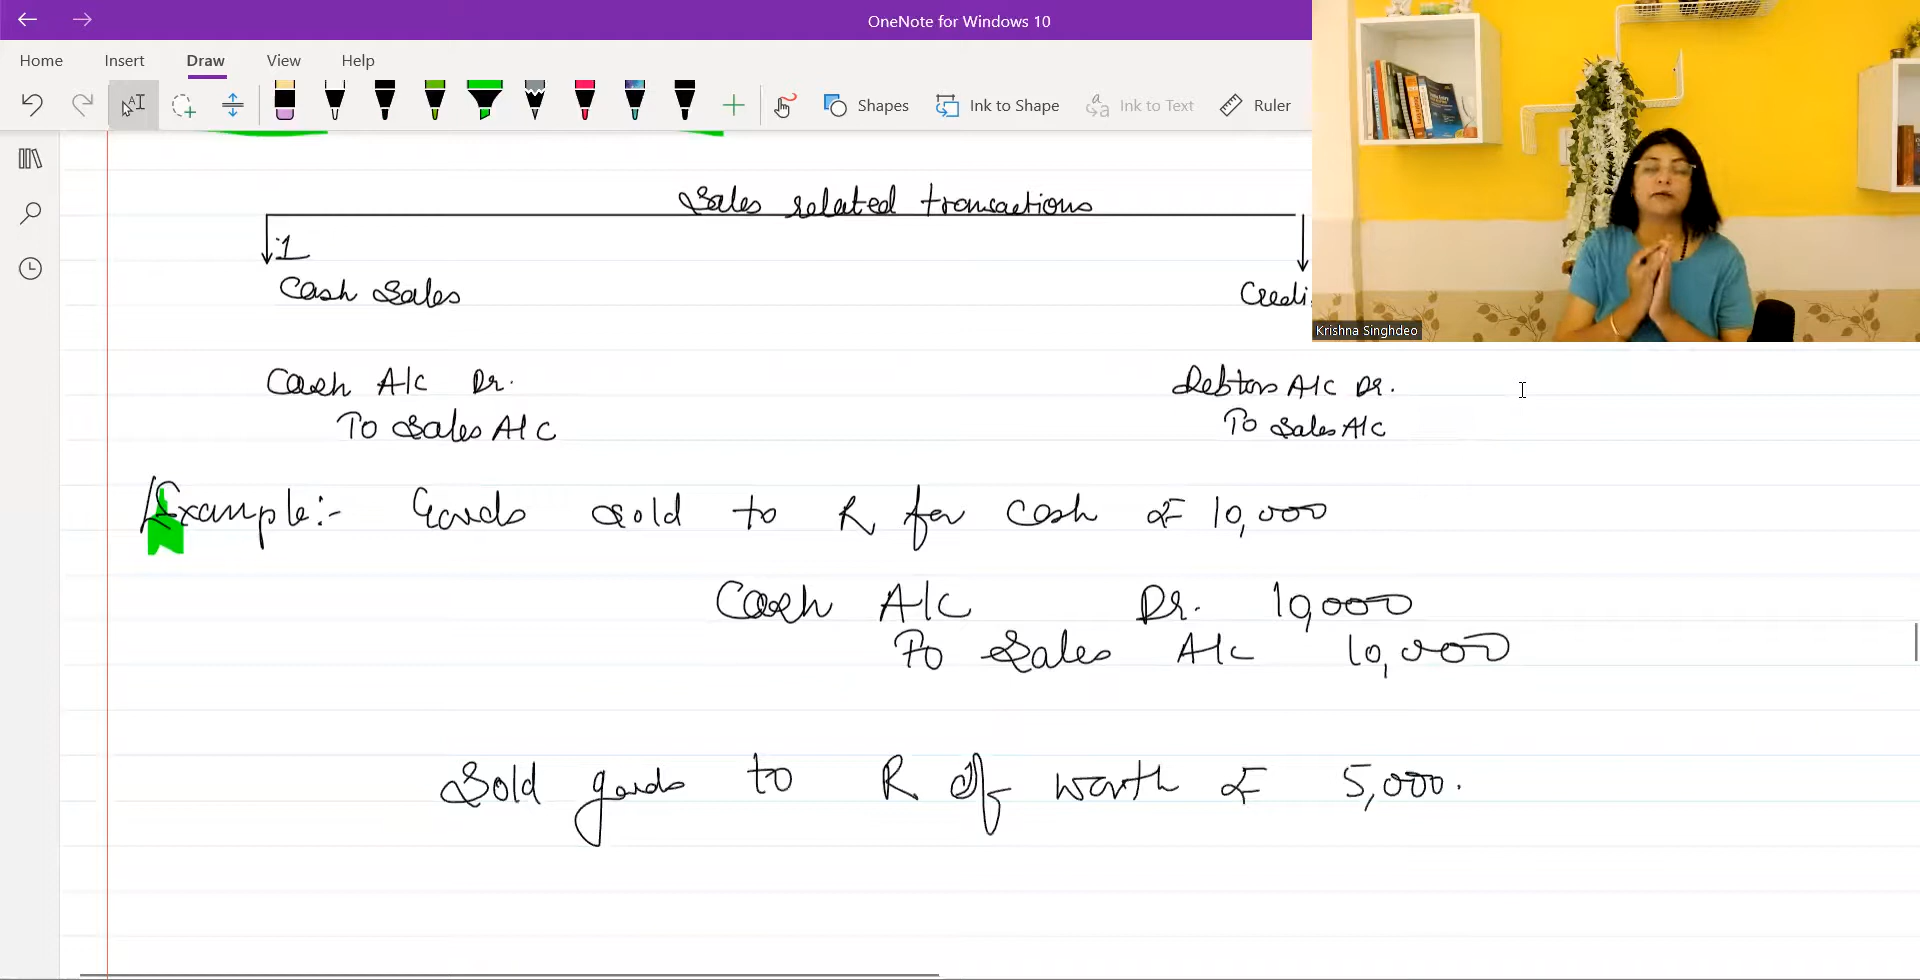 OneNote for Windows 10
Home Insert Draw View Help
Shapes Ink to Shape Ink to Text Ruler
Krishna Singhdeo
Sales related transactions
1
Cash Sales Credi
Cash A/C Dr. Debtors A/C Dr.
To Sales A/C To Sales A/C
Example:- Goods sold to R for cash of 10,000
Cash A/C Dr. 10,000
To Sales A/C 10,000
Sold goods to R of worth of 5,000.